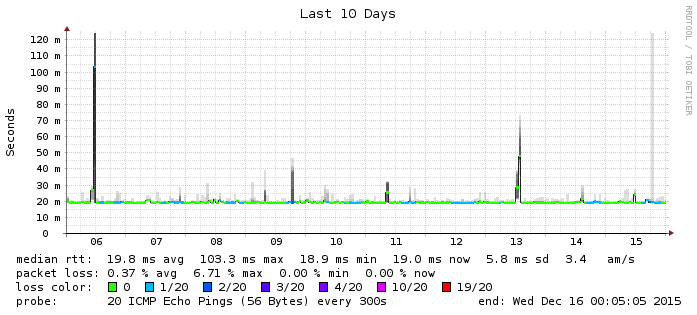 Last 10 Days
RRDTOOL / TOBI OETIKER
Seconds
120 m
110 m
100 m
90 m
80 m
70 m
60 m
50 m
40 m
30 m
20 m
10 m
0
06 07 08 09 10 11 12 13 14 15
median rtt: 19.8 ms avg 103.3 ms max 18.9 ms min 19.0 ms now 5.8 ms sd 3.4 am/s
packet loss: 0.37 % avg 6.71 % max 0.00 % min 0.00 % now
loss color: 0 1/20 2/20 3/20 4/20 10/20 19/20
probe: 20 ICMP Echo Pings (56 Bytes) every 300s end: Wed Dec 16 00:05:05 2015